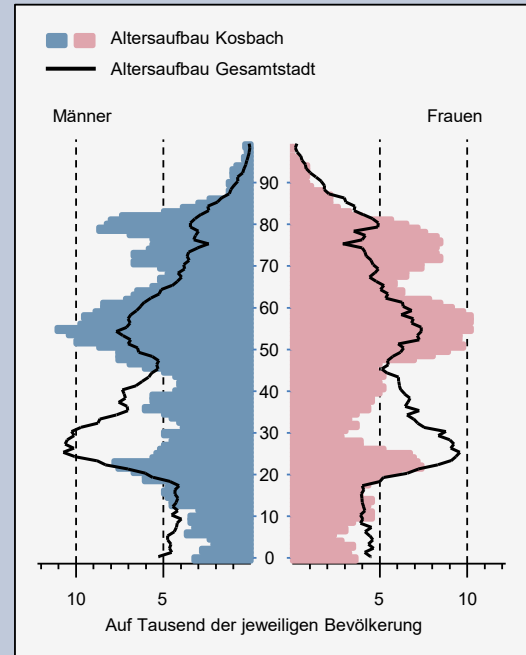 Altersaufbau Kosbach
Altersaufbau Gesamtstadt
Männer Frauen
90
80
70
60
50
40
30
20
10
0
10 5 5 10
Auf Tausend der jeweiligen Bevölkerung